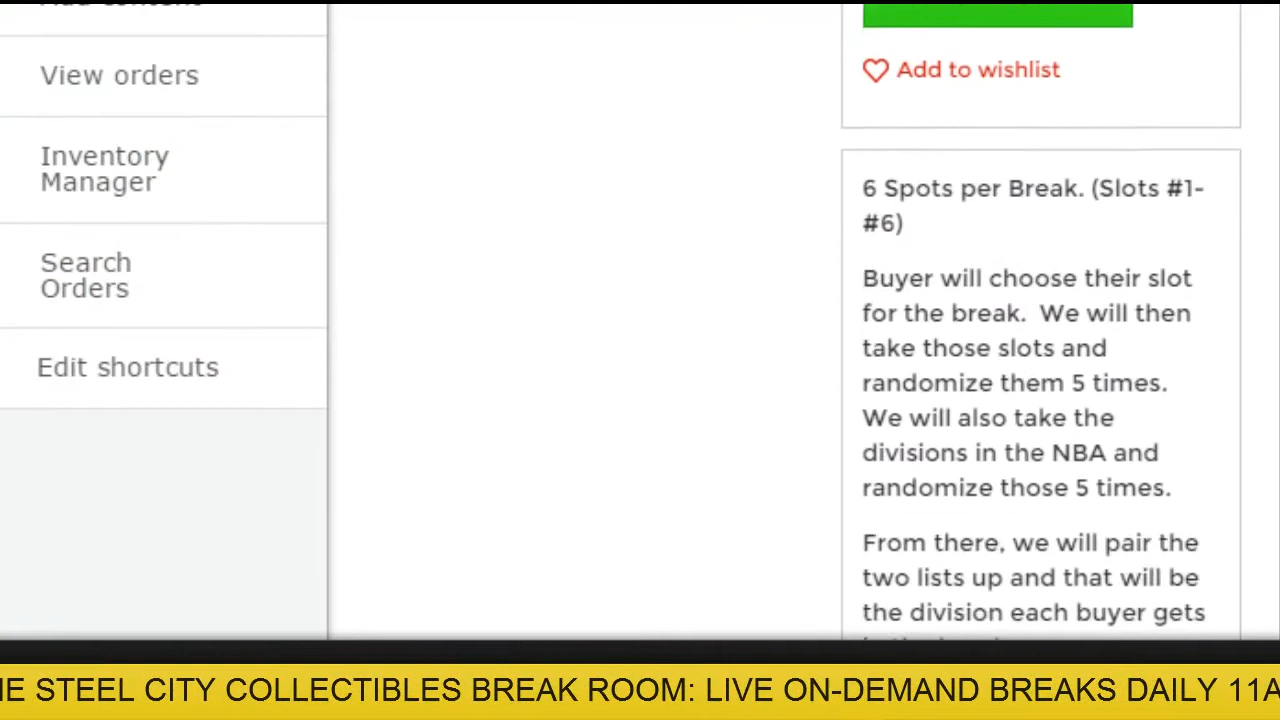 Add content
View orders
Inventory
Manager
Search
Orders
Edit shortcuts
Add to wishlist
6 Spots per Break. (Slots #1-
#6)
Buyer will choose their slot
for the break.  We will then
take those slots and
randomize them 5 times.
We will also take the
divisions in the NBA and
randomize those 5 times.
From there, we will pair the
two lists up and that will be
the division each buyer gets
STEEL CITY COLLECTIBLES BREAK ROOM: LIVE ON-DEMAND BREAKS DAILY